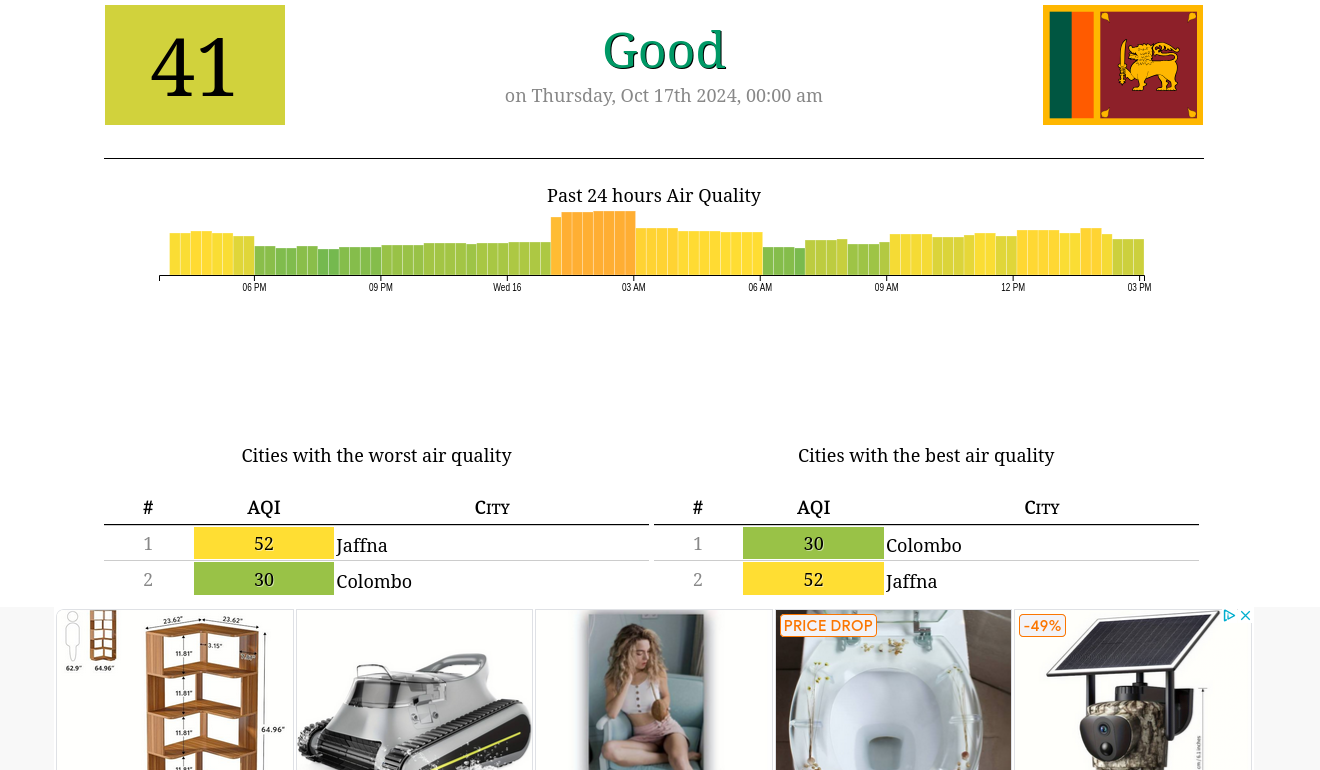 41
Good
on Thursday, Oct 17th 2024, 00:00 am
Past 24 hours Air Quality
06 PM 09 PM Wed 16 03 AM 06 AM 09 AM 12 PM 03 PM
Cities with the worst air quality
# AQI City
1 52 Jaffna
2 30 Colombo
Cities with the best air quality
# AQI City
1 30 Colombo
2 52 Jaffna
23.62" 23.62"
3.15"
11.81"
62.9" 64.96"
11.81"
64.96"
11.81"
11.81"
PRICE DROP
-49%